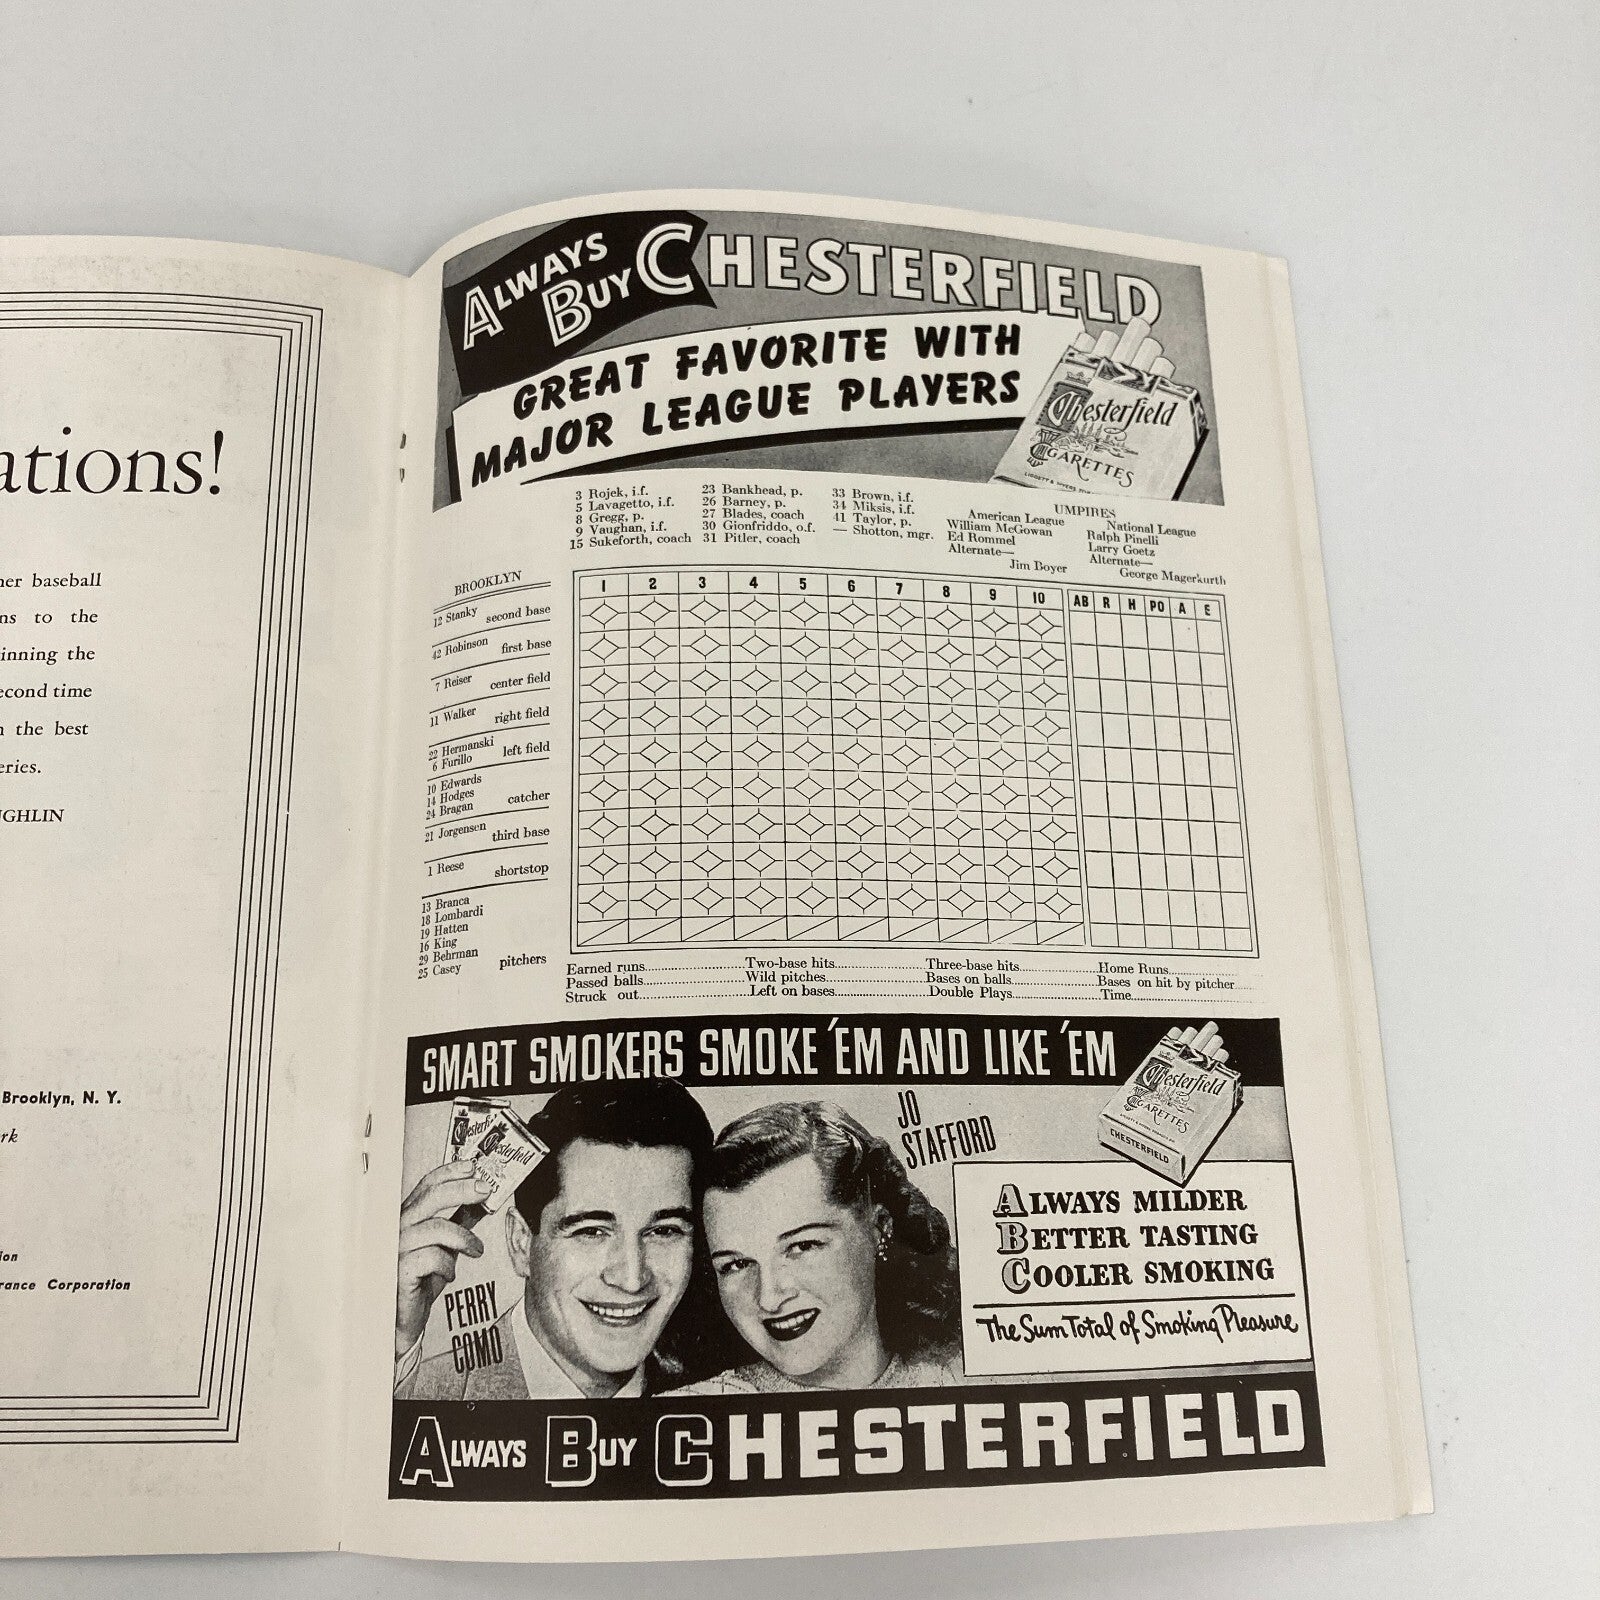 ations!
her baseball
ns to the
inning the
econd time
the best
eries.
GHLIN
Brooklyn, N. Y.
rk
ion
rance Corporation
ALWAYS BUY CHESTERFIELD
GREAT FAVORITE WITH
MAJOR LEAGUE PLAYERS
Chesterfield
CIGARETTES
3 Rojek, i.f.
5 Lavagetto, i.f.
8 Gregg, p.
9 Vaughan, i.f.
15 Sukeforth, coach
23 Bankhead, p.
26 Barney, p.
27 Blades, coach
30 Gionfriddo, o.f.
31 Pitler, coach
33 Brown, i.f.
34 Miksis, i.f.
41 Taylor, p.
— Shotton, mgr.
UMPIRES
American League
William McGowan
Ed Rommel
Alternate—
Jim Boyer
National League
Ralph Pinelli
Larry Goetz
Alternate—
George Magerkurth
BROOKLYN
1 2 3 4 5 6 7 8 9 10 AB R H PO A E
12 Stanky second base
42 Robinson first base
7 Reiser center field
11 Walker right field
22 Hermanski
6 Furillo left field
10 Edwards
14 Hodges
24 Bragan catcher
21 Jorgensen third base
1 Reese shortstop
13 Branca
18 Lombardi
19 Hatten
16 King
29 Behrman
25 Casey pitchers
Earned runs Two-base hits Three-base hits Home Runs
Passed balls Wild pitches Bases on balls Bases on hit by pitcher
Struck out Left on bases Double Plays Time
SMART SMOKERS SMOKE 'EM AND LIKE 'EM
Chesterfield
Chesterfield
PERRY
COMO
JO
STAFFORD
Chesterfield
CIGARETTES
CHESTERFIELD
ALWAYS MILDER
BETTER TASTING
COOLER SMOKING
The Sum Total of Smoking Pleasure
ALWAYS BUY CHESTERFIELD